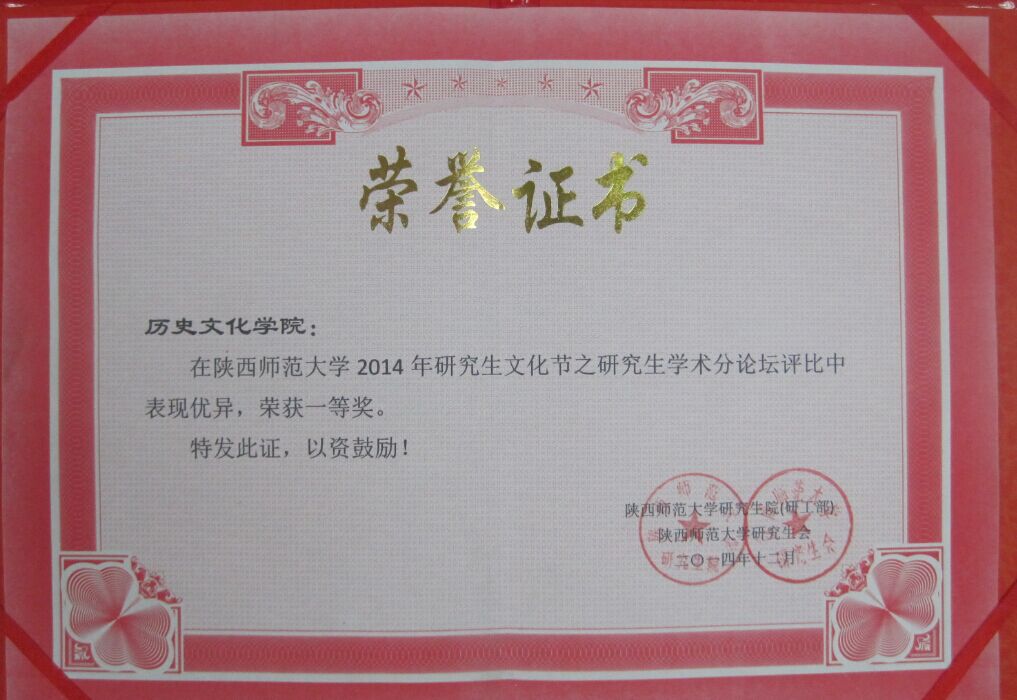 荣誉证书
历史文化学院：
在陕西师范大学 2014 年研究生文化节之研究生学术分论坛评比中
表现优异，荣获一等奖。
特发此证，以资鼓励！
陕西师范大学研究生院(研工部)
陕西师范大学研究生会
二〇一四年十二月